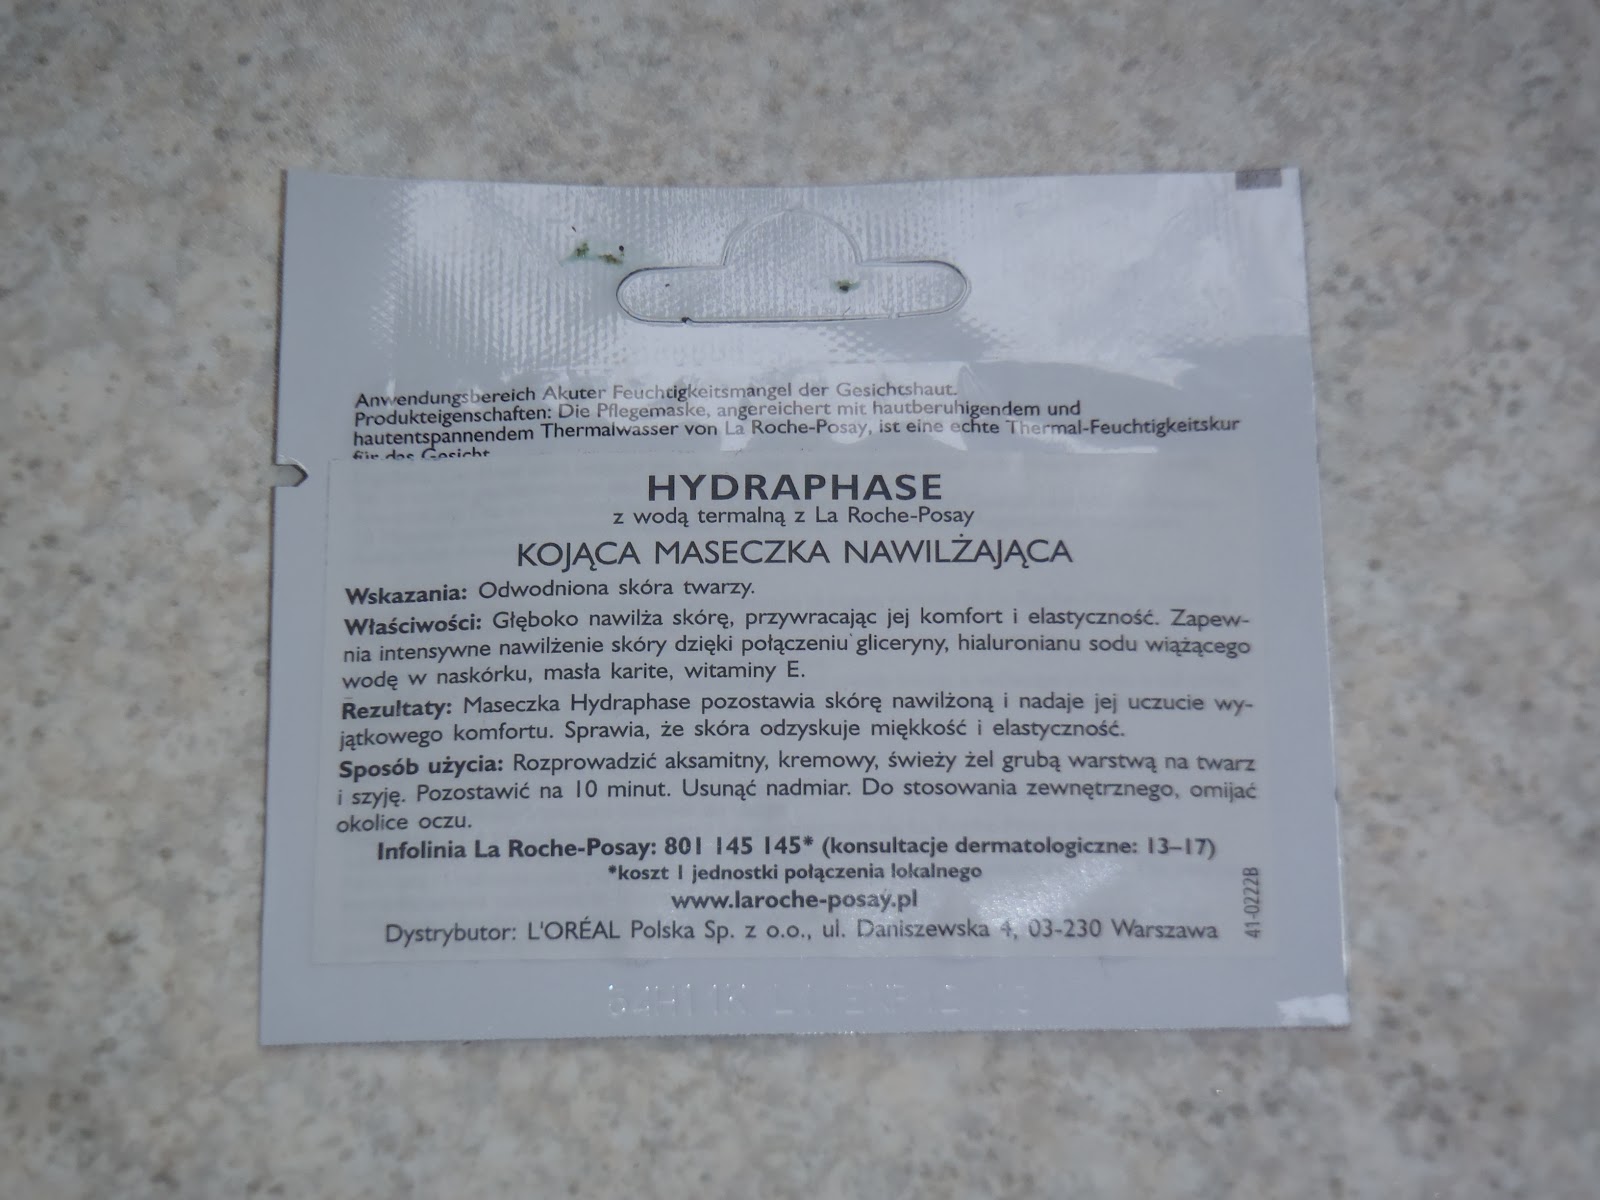 Anwendungsbereich Akuter Feuchtigkeitsmangel der Gesichtshaut.
Produkteigenschaften: Die Pflegemaske, angereichert mit hautberuhigendem und
hautentspannendem Thermalwasser von La Roche-Posay, ist eine echte Thermal-Feuchtigkeitskur
für das Gesicht
HYDRAPHASE
z wodą termalną z La Roche-Posay
KOJĄCA MASECZKA NAWILŻAJĄCA
Wskazania: Odwodniona skóra twarzy.
Właściwości: Głęboko nawilża skórę, przywracając jej komfort i elastyczność. Zapew-
nia intensywne nawilżenie skóry dzięki połączeniu gliceryny, hialuronianu sodu wiążącego
wodę w naskórku, masła karite, witaminy E.
Rezultaty: Maseczka Hydraphase pozostawia skórę nawilżoną i nadaje jej uczucie wy-
jątkowego komfortu. Sprawia, że skóra odzyskuje miękkość i elastyczność.
Sposób użycia: Rozprowadzić aksamitny, kremowy, świeży żel grubą warstwą na twarz
i szyję. Pozostawić na 10 minut. Usunąć nadmiar. Do stosowania zewnętrznego, omijać
okolice oczu.
Infolinia La Roche-Posay: 801 145 145* (konsultacje dermatologiczne: 13–17)
*koszt 1 jednostki połączenia lokalnego
www.laroche-posay.pl
Dystrybutor: L'ORÉAL Polska Sp. z o.o., ul. Daniszewska 4, 03-230 Warszawa
41-0222B